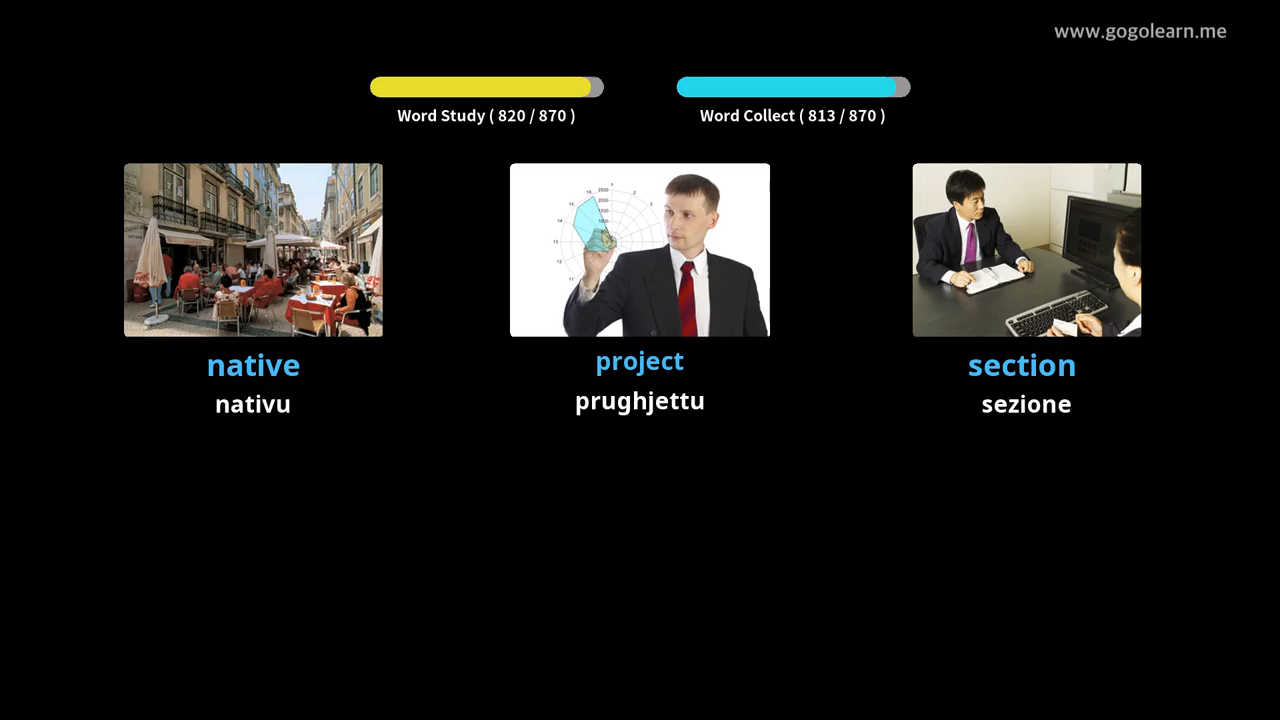 www.gogolearn.me
Word Study ( 820 / 870 )
Word Collect ( 813 / 870 )
native
nativu
project
prughjettu
section
sezione